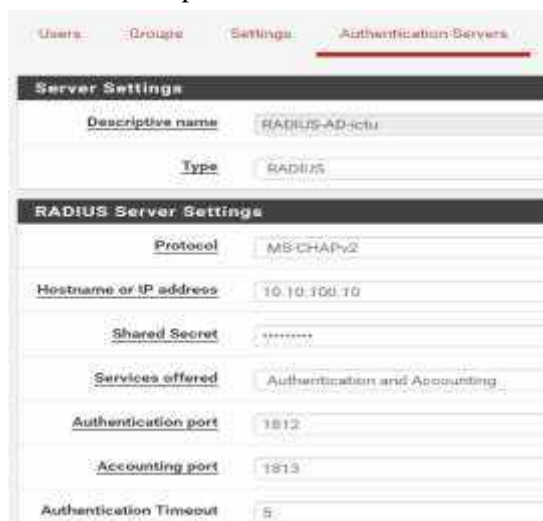 Users Groups Settings Authentication Servers
Server Settings
Descriptive name RADIUS-AD-ictu
Type RADIUS
RADIUS Server Settings
Protocol MS-CHAPv2
Hostname or IP address 10.10.100.10
Shared Secret •••••••••
Services offered Authentication and Accounting
Authentication port 1812
Accounting port 1813
Authentication Timeout 5